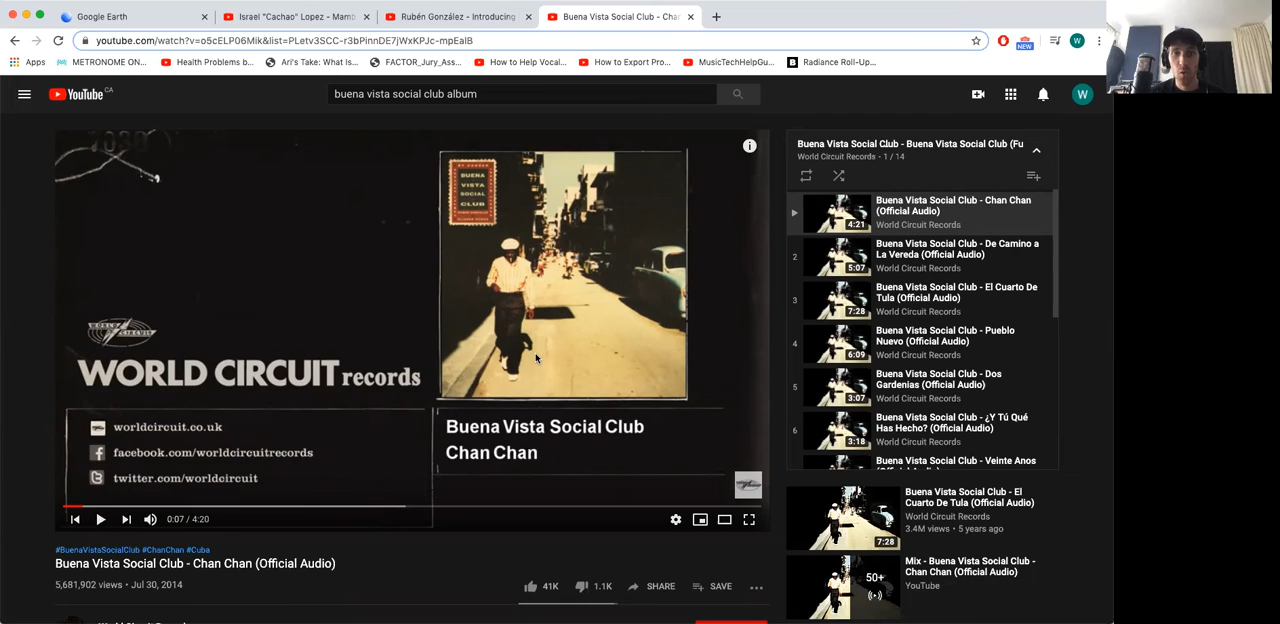 Google Earth
Israel "Cachao" Lopez - Mamb
Rubén González - Introducing
Buena Vista Social Club - Chan
youtube.com/watch?v=o5cELP06Mik&list=PLetv3SCC-r3bPinnDE7jWxKPJc-mpEalB
NEW
W
Apps
METRONOME ON...
Health Problems b...
Ari's Take: What Is...
FACTOR_Jury_Ass...
How to Help Vocal...
How to Export Pro...
MusicTechHelpGu...
Radiance Roll-Up...
YouTube CA
buena vista social club album
W
BUENA
VISTA
SOCIAL
CLUB
WORLD CIRCUIT
WORLD CIRCUIT records
worldcircuit.co.uk
facebook.com/worldcircuitrecords
twitter.com/worldcircuit
Buena Vista Social Club
Chan Chan
0:07 / 4:20
#BuenaVistaSocialClub #ChanChan #Cuba
Buena Vista Social Club - Chan Chan (Official Audio)
5,681,902 views • Jul 30, 2014
41K
1.1K
SHARE
SAVE
Buena Vista Social Club - Buena Vista Social Club (Fu
World Circuit Records - 1 / 14
Buena Vista Social Club - Chan Chan
(Official Audio)
World Circuit Records
4:21
2
Buena Vista Social Club - De Camino a
La Vereda (Official Audio)
World Circuit Records
5:07
3
Buena Vista Social Club - El Cuarto De
Tula (Official Audio)
World Circuit Records
7:28
4
Buena Vista Social Club - Pueblo
Nuevo (Official Audio)
World Circuit Records
6:09
5
Buena Vista Social Club - Dos
Gardenias (Official Audio)
World Circuit Records
3:07
6
Buena Vista Social Club - ¿Y Tú Qué
Has Hecho? (Official Audio)
World Circuit Records
3:18
Buena Vista Social Club - Veinte Anos
Buena Vista Social Club - El
Cuarto De Tula (Official Audio)
World Circuit Records
3.4M views • 5 years ago
7:28
Mix - Buena Vista Social Club -
Chan Chan (Official Audio)
YouTube
50+